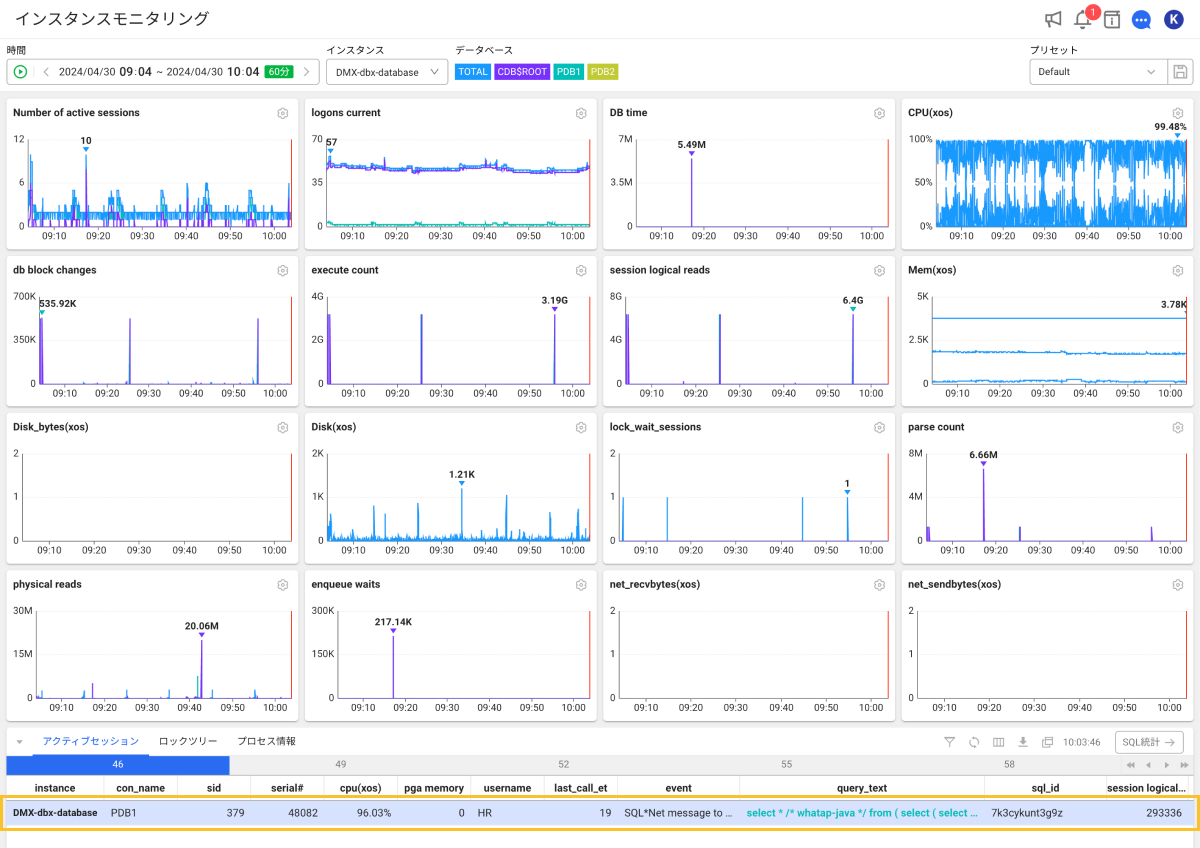 インスタンスモニタリング
1
K
時間 インスタンス データベース プリセット
2024/04/30 09:04 ~ 2024/04/30 10:04 60分 DMX-dbx-database TOTAL CDB$ROOT PDB1 PDB2 Default
Number of active sessions
12
6
0
10
09:10 09:20 09:30 09:40 09:50 10:00
logons current
70
35
0
57
09:10 09:20 09:30 09:40 09:50 10:00
DB time
7M
3.5M
0
5.49M
09:10 09:20 09:30 09:40 09:50 10:00
CPU(xos)
99.48%
100%
50%
0%
09:10 09:20 09:30 09:40 09:50 10:00
db block changes
700K
535.92K
350K
0
09:10 09:20 09:30 09:40 09:50 10:00
execute count
4G
3.19G
2G
0
09:10 09:20 09:30 09:40 09:50 10:00
session logical reads
8G
6.4G
4G
0
09:10 09:20 09:30 09:40 09:50 10:00
Mem(xos)
5K
3.78K
2.5K
0
09:10 09:20 09:30 09:40 09:50 10:00
Disk_bytes(xos)
2
1
0
09:10 09:20 09:30 09:40 09:50 10:00
Disk(xos)
2K
1.21K
1K
0
09:10 09:20 09:30 09:40 09:50 10:00
lock_wait_sessions
2
1
1
0
09:10 09:20 09:30 09:40 09:50 10:00
parse count
8M
6.66M
4M
0
09:10 09:20 09:30 09:40 09:50 10:00
physical reads
30M
20.06M
15M
0
09:10 09:20 09:30 09:40 09:50 10:00
enqueue waits
300K
217.14K
150K
0
09:10 09:20 09:30 09:40 09:50 10:00
net_recvbytes(xos)
2
1
0
09:10 09:20 09:30 09:40 09:50 10:00
net_sendbytes(xos)
2
1
0
09:10 09:20 09:30 09:40 09:50 10:00
アクティブセッション ロックツリー プロセス情報 10:03:46 SQL統計 →
46 49 52 55 58
instance con_name sid serial# cpu(xos) pga memory username last_call_et event query_text sql_id session logical...
DMX-dbx-database PDB1 379 48082 96.03% 0 HR 19 SQL*Net message to ... select * /* whatap-java */ from ( select ( select ... 7k3cykunt3g9z 293336